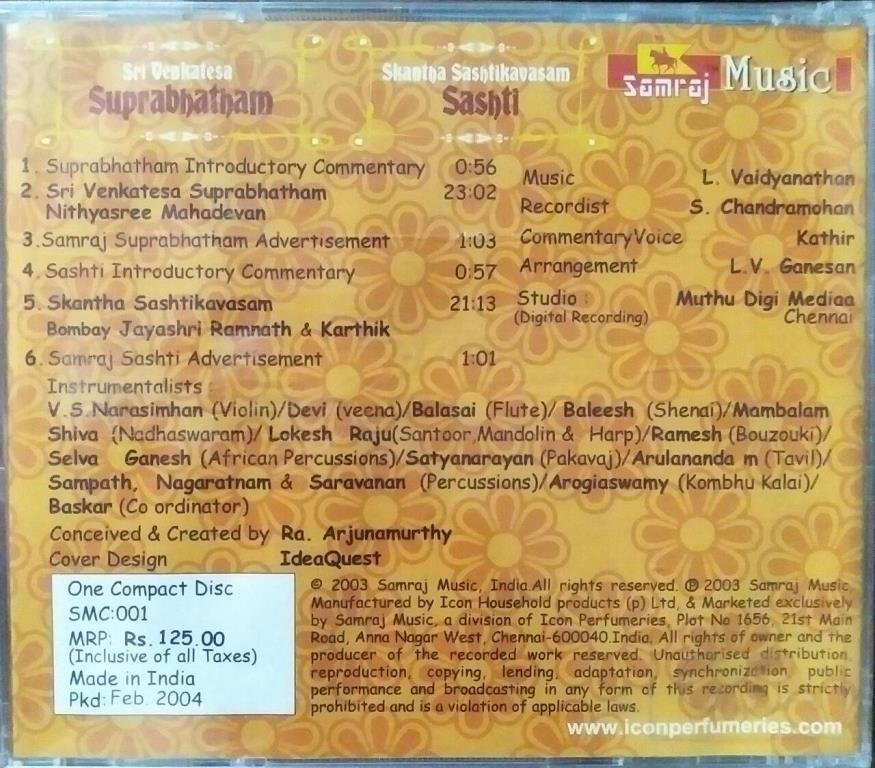 Sri Venkatesa
Suprabhatham
Skantha Sashtikavasam
Sashti
Samraj Music
1. Suprabhatham Introductory Commentary 0:56
2. Sri Venkatesa Suprabhatham 23:02
Nithyasree Mahadevan
3.Samraj Suprabhatham Advertisement 1:03
4. Sashti Introductory Commentary 0:57
5. Skantha Sashtikavasam 21:13
Bombay Jayashri Ramnath & Karthik
6. Samraj Sashti Advertisement 1:01
Music L. Vaidyanathan
Recordist S. Chandramohan
CommentaryVoice Kathir
Arrangement L.V. Ganesan
Studio : Muthu Digi Mediaa
(Digital Recording) Chennai
Instrumentalists :
V.S.Narasimhan (Violin)/Devi (veena)/Balasai (Flute)/ Baleesh (Shenai)/Mambalam
Shiva (Nadhaswaram)/ Lokesh Raju(Santoor,Mandolin & Harp)/Ramesh (Bouzouki)/
Selva Ganesh (African Percussions)/Satyanarayan (Pakavaj)/Arulananda m (Tavil)/
Sampath, Nagaratnam & Saravanan (Percussions)/Arogiaswamy (Kombhu Kalai)/
Baskar (Co ordinator)
Conceived & Created by Ra. Arjunamurthy
Cover Design IdeaQuest
One Compact Disc
SMC:001
MRP: Rs. 125.00
(Inclusive of all Taxes)
Made in India
Pkd: Feb. 2004
© 2003 Samraj Music, India.All rights reserved. ℗ 2003 Samraj Music
Manufactured by Icon Household products (p) Ltd, & Marketed exclusively
by Samraj Music, a division of Icon Perfumeries, Plot No 1656, 21st Main
Road, Anna Nagar West, Chennai-600040.India. All rights of owner and the
producer of the recorded work reserved. Unauthorised distribution,
reproduction, copying, lending, adaptation, synchronization, public
performance and broadcasting in any form of this recording is strictly
prohibited and is a violation of applicable laws.
www.iconperfumeries.com